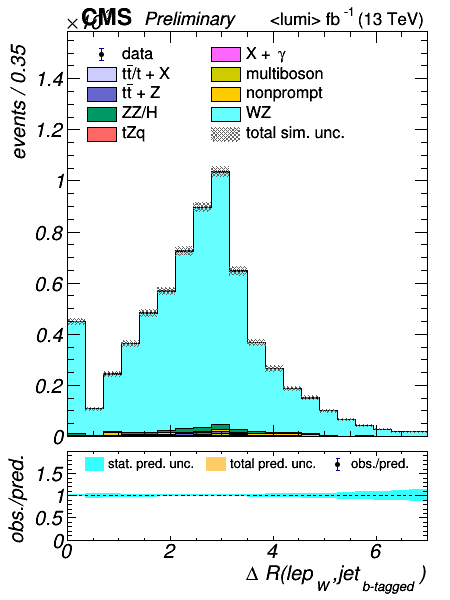 CMS Preliminary <lumi> fb⁻¹ (13 TeV)
events / 0.35
data
tt̄/t + X
tt̄ + Z
ZZ/H
tZq
X + γ
multiboson
nonprompt
WZ
total sim. unc.
1.4
1.2
1
0.8
0.6
0.4
0.2
0
obs./pred.
stat. pred. unc. total pred. unc. obs./pred.
1.5
1
0.5
0
0 2 4 6
Δ R(lep_W,jet_b-tagged)